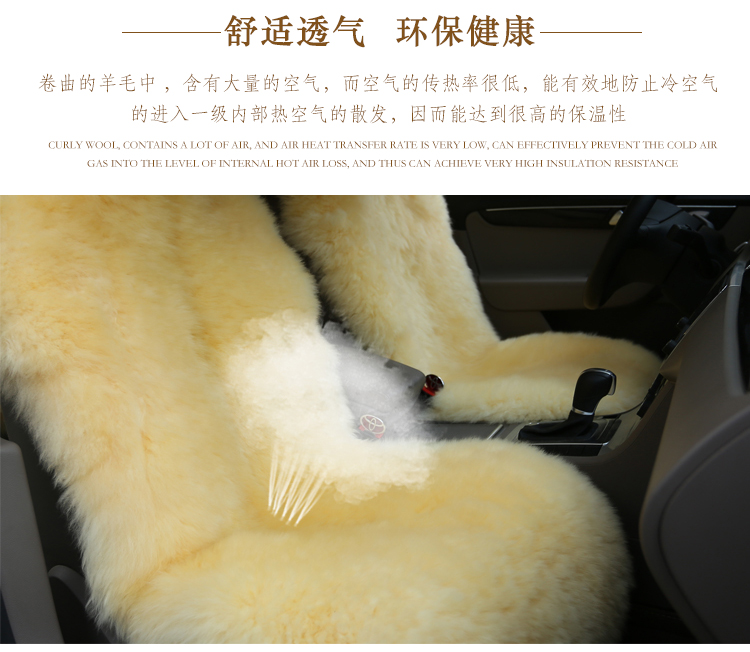 舒适透气 环保健康
卷曲的羊毛中，含有大量的空气，而空气的传热率很低，能有效地防止冷空气
的进入一级内部热空气的散发，因而能达到很高的保温性
CURLY WOOL, CONTAINS A LOT OF AIR, AND AIR HEAT TRANSFER RATE IS VERY LOW, CAN EFFECTIVELY PREVENT THE COLD AIR
GAS INTO THE LEVEL OF INTERNAL HOT AIR LOSS, AND THUS CAN ACHIEVE VERY HIGH INSULATION RESISTANCE